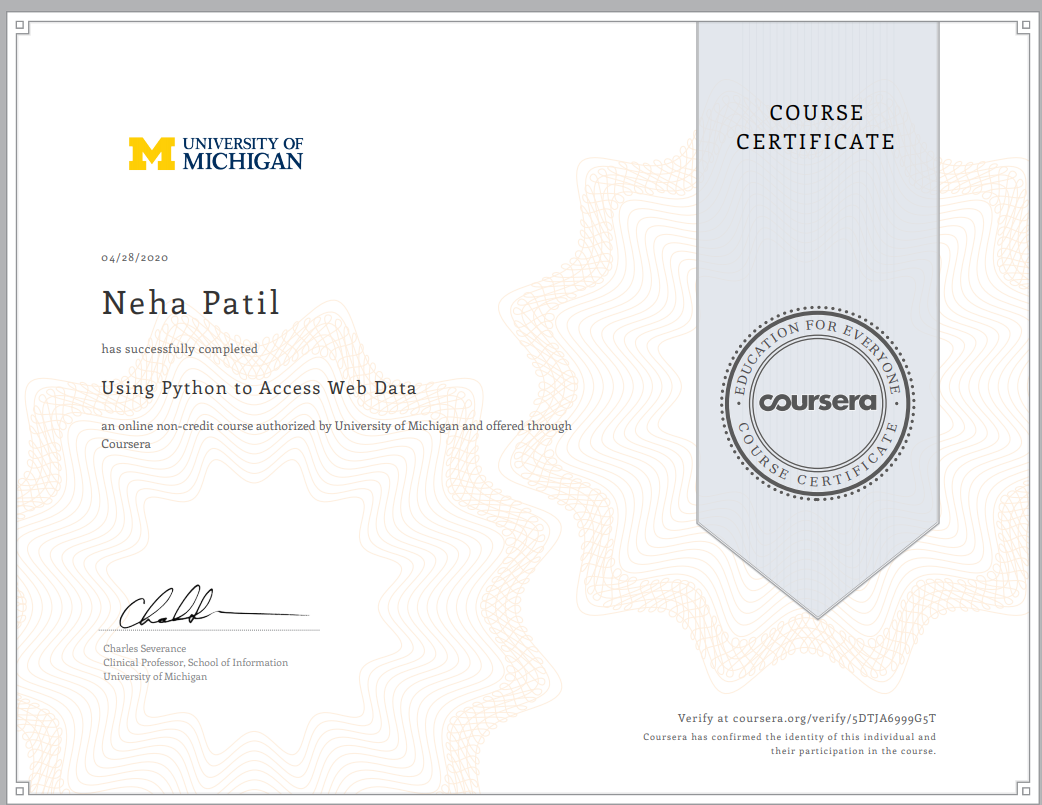 COURSE
CERTIFICATE
UNIVERSITY OF
MICHIGAN
04/28/2020
Neha Patil
has successfully completed
Using Python to Access Web Data
an online non-credit course authorized by University of Michigan and offered through
Coursera
EDUCATION FOR EVERYONE
coursera
COURSE CERTIFICATE
Charles Severance
Clinical Professor, School of Information
University of Michigan
Verify at coursera.org/verify/5DTJA6999G5T
Coursera has confirmed the identity of this individual and
their participation in the course.